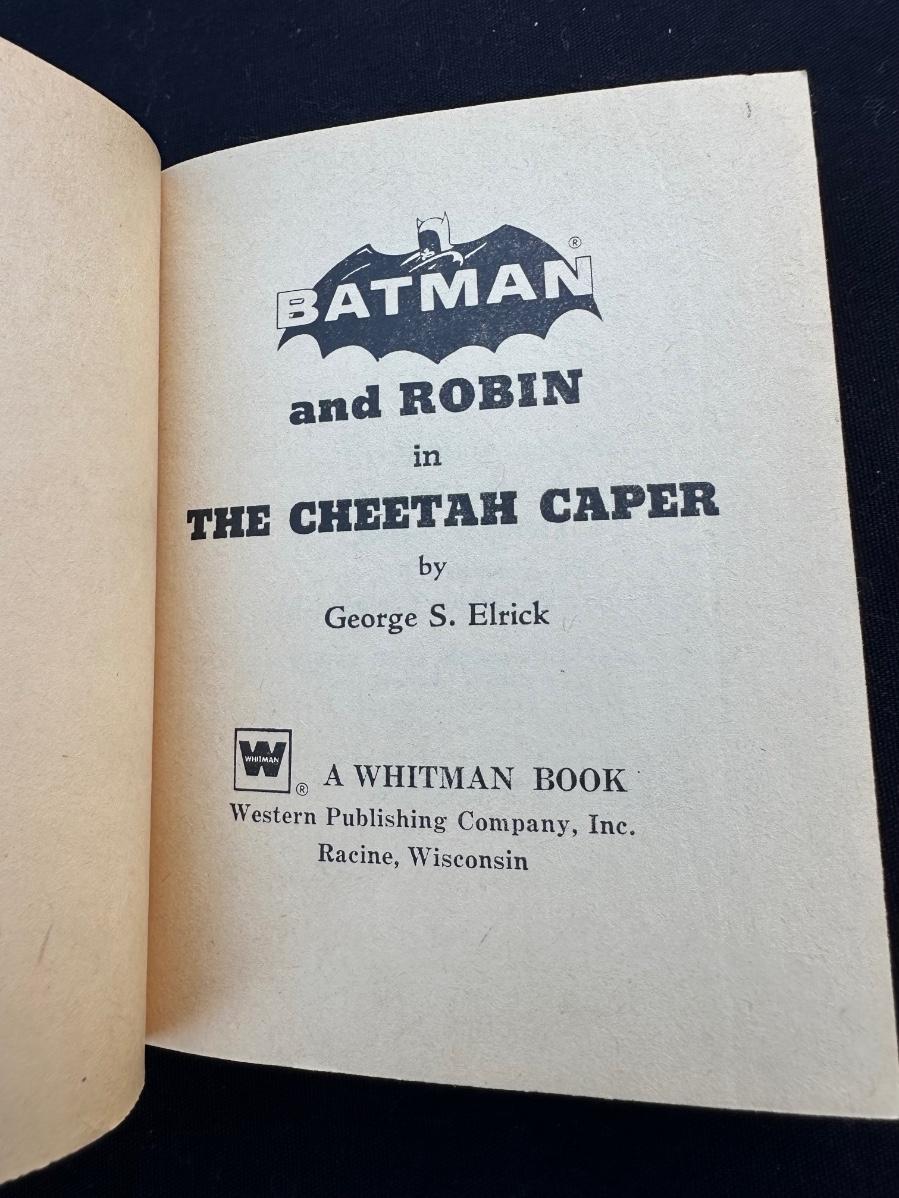 BATMAN ®
and ROBIN
in
THE CHEETAH CAPER
by
George S. Elrick
W
WHITMAN
® A WHITMAN BOOK
Western Publishing Company, Inc.
Racine, Wisconsin